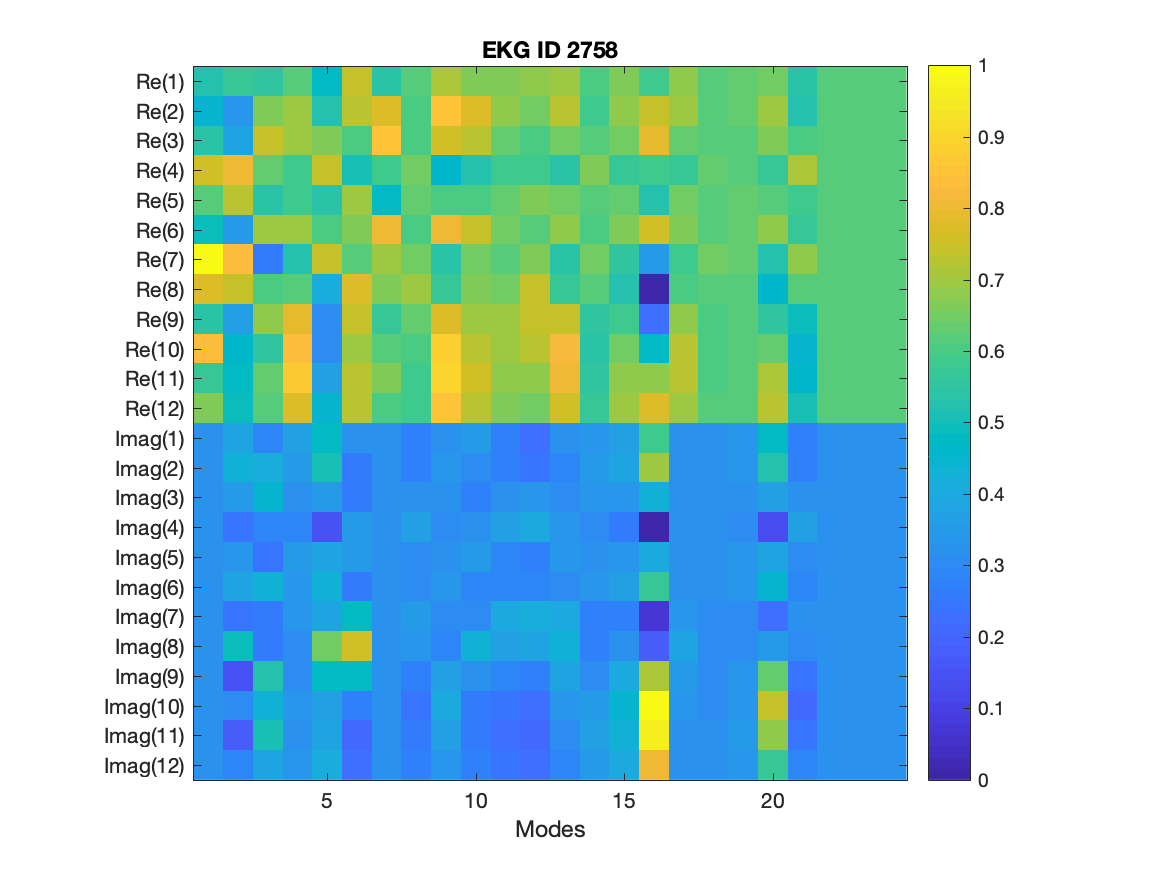 EKG ID 2758
Re(1)
Re(2)
Re(3)
Re(4)
Re(5)
Re(6)
Re(7)
Re(8)
Re(9)
Re(10)
Re(11)
Re(12)
Imag(1)
Imag(2)
Imag(3)
Imag(4)
Imag(5)
Imag(6)
Imag(7)
Imag(8)
Imag(9)
Imag(10)
Imag(11)
Imag(12)
5 10 15 20
Modes
1
0.9
0.8
0.7
0.6
0.5
0.4
0.3
0.2
0.1
0